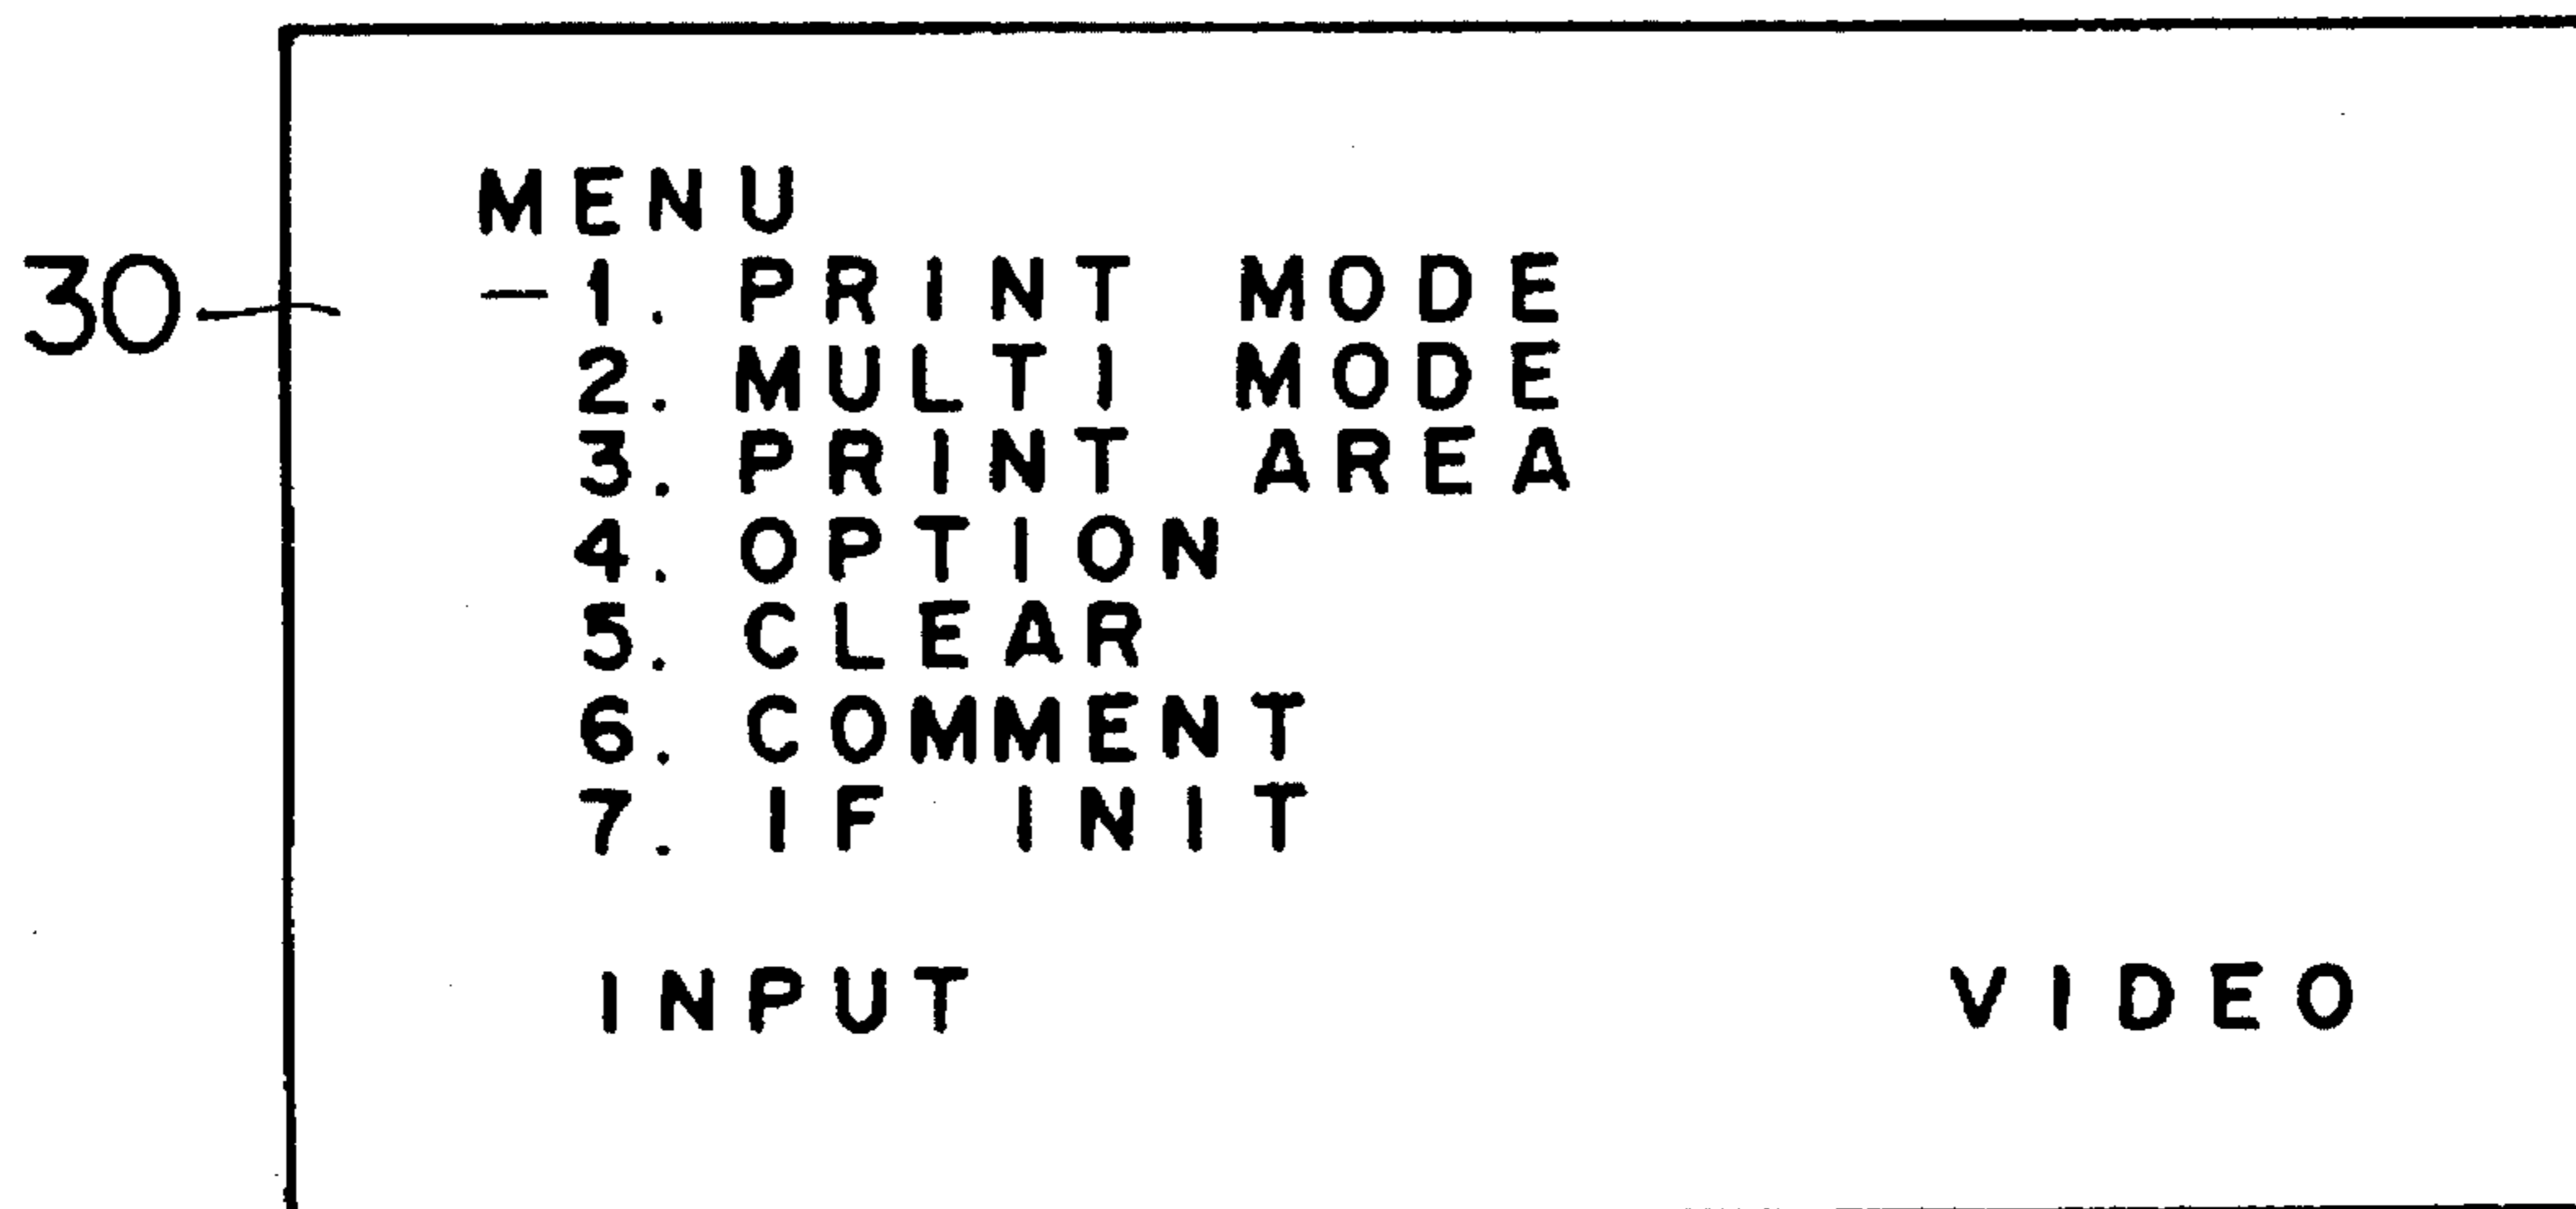 MENU
30
-1. PRINT MODE
2. MULTI MODE
3. PRINT AREA
4. OPTION
5. CLEAR
6. COMMENT
7. IF INIT
INPUT VIDEO